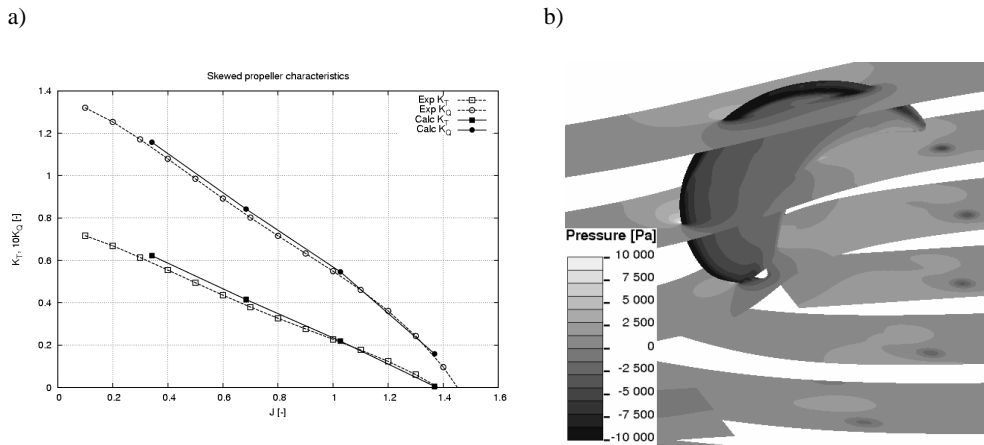 a)
b)
Skewed propeller characteristics
1.4
1.2
1
0.8
0.6
0.4
0.2
0
K_T, 10K_Q [-]
0 0.2 0.4 0.6 0.8 1.0 1.2 1.4 1.6
J [-]
Exp K_T
Exp K_Q
Calc K_T
Calc K_Q
Pressure [Pa]
10 000
7 500
5 000
2 500
0
-2 500
-5 000
-7 500
-10 000